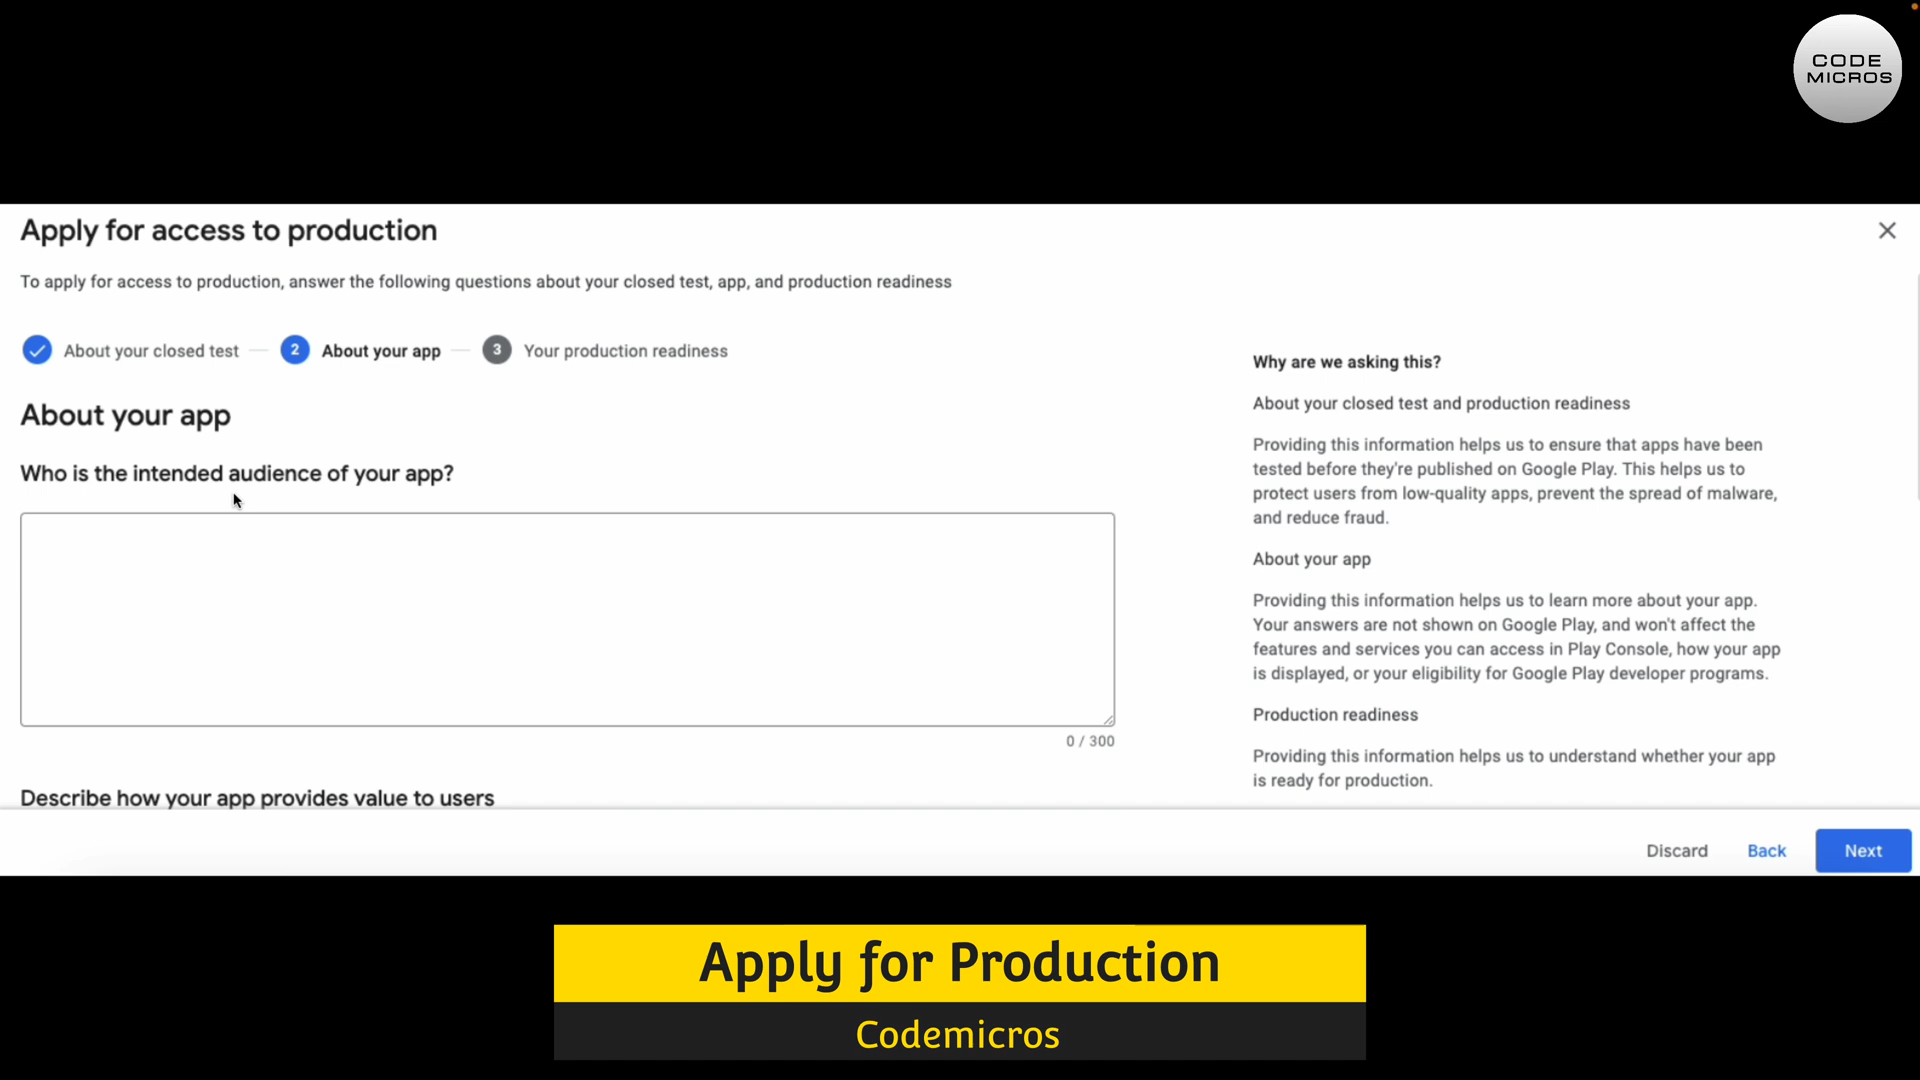 CODE
MICROS
Apply for access to production
To apply for access to production, answer the following questions about your closed test, app, and production readiness
About your closed test
2 About your app
3 Your production readiness
About your app
Who is the intended audience of your app?
0 / 300
Describe how your app provides value to users
Why are we asking this?
About your closed test and production readiness
Providing this information helps us to ensure that apps have been
tested before they're published on Google Play. This helps us to
protect users from low-quality apps, prevent the spread of malware,
and reduce fraud.
About your app
Providing this information helps us to learn more about your app.
Your answers are not shown on Google Play, and won't affect the
features and services you can access in Play Console, how your app
is displayed, or your eligibility for Google Play developer programs.
Production readiness
Providing this information helps us to understand whether your app
is ready for production.
Discard
Back
Next
Apply for Production
Codemicros